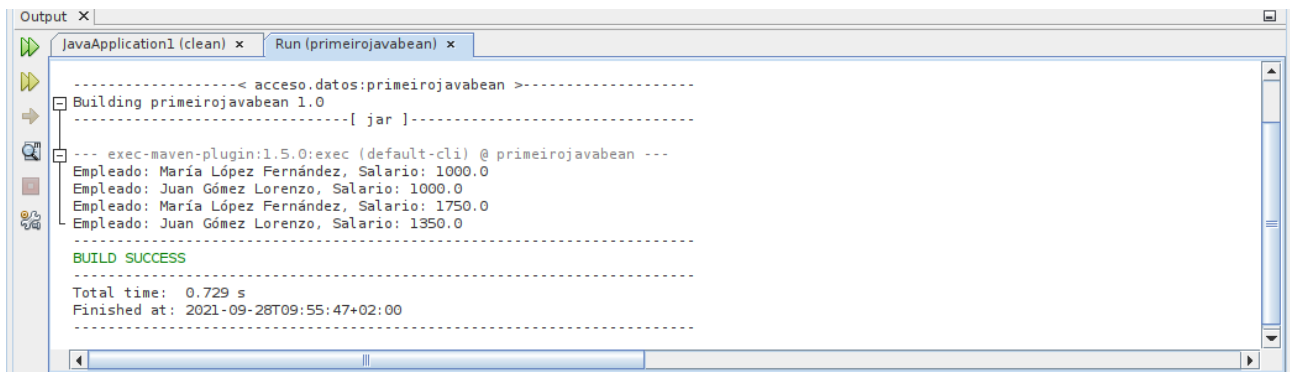 Output
JavaApplication1 (clean) Run (primeirojavabean)
-------------------< acceso.datos:primeirojavabean >--------------------
Building primeirojavabean 1.0
--------------------------------[ jar ]---------------------------------
--- exec-maven-plugin:1.5.0:exec (default-cli) @ primeirojavabean ---
Empleado: María López Fernández, Salario: 1000.0
Empleado: Juan Gómez Lorenzo, Salario: 1000.0
Empleado: María López Fernández, Salario: 1750.0
Empleado: Juan Gómez Lorenzo, Salario: 1350.0
------------------------------------------------------------------------
BUILD SUCCESS
------------------------------------------------------------------------
Total time:  0.729 s
Finished at: 2021-09-28T09:55:47+02:00
------------------------------------------------------------------------